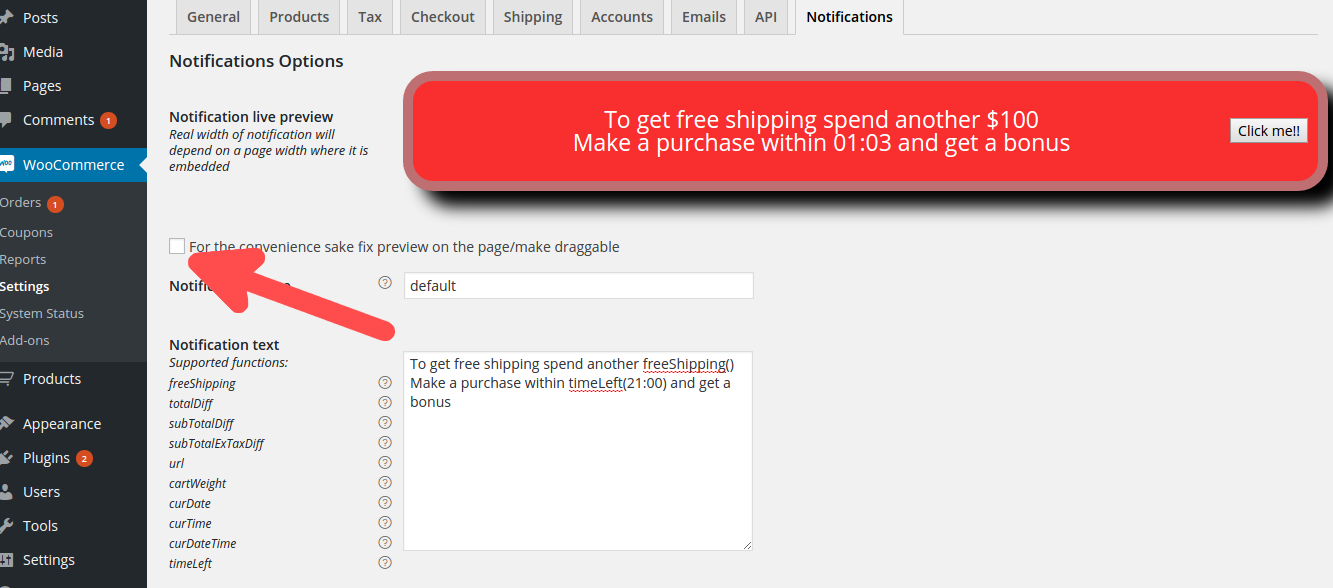 Posts
Media
Pages
Comments 1
WOO WooCommerce
Orders 1
Coupons
Reports
Settings
System Status
Add-ons
Products
Appearance
Plugins 2
Users
Tools
Settings
General Products Tax Checkout Shipping Accounts Emails API Notifications
Notifications Options
Notification live preview
Real width of notification will
depend on a page width where it is
embedded
To get free shipping spend another $100
Make a purchase within 01:03 and get a bonus
Click me!!
For the convenience sake fix preview on the page/make draggable
? default
Notification text
Supported functions:
freeShipping ?
totalDiff ?
subTotalDiff ?
subTotalExTaxDiff ?
url ?
cartWeight ?
curDate ?
curTime ?
curDateTime ?
timeLeft ?
To get free shipping spend another freeShipping()
Make a purchase within timeLeft(21:00) and get a
bonus